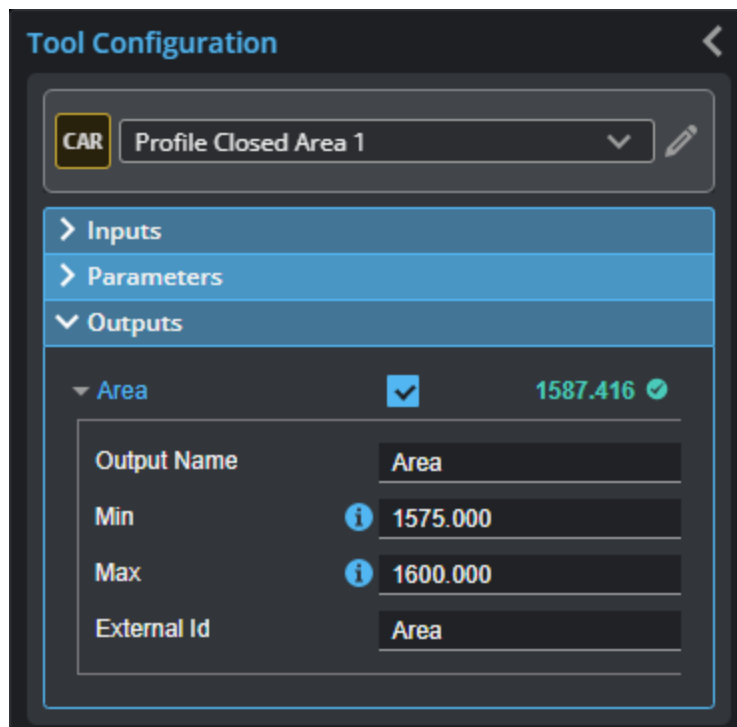 Tool Configuration
CAR Profile Closed Area 1
Inputs
Parameters
Outputs
Area 1587.416
Output Name Area
Min 1575.000
Max 1600.000
External Id Area